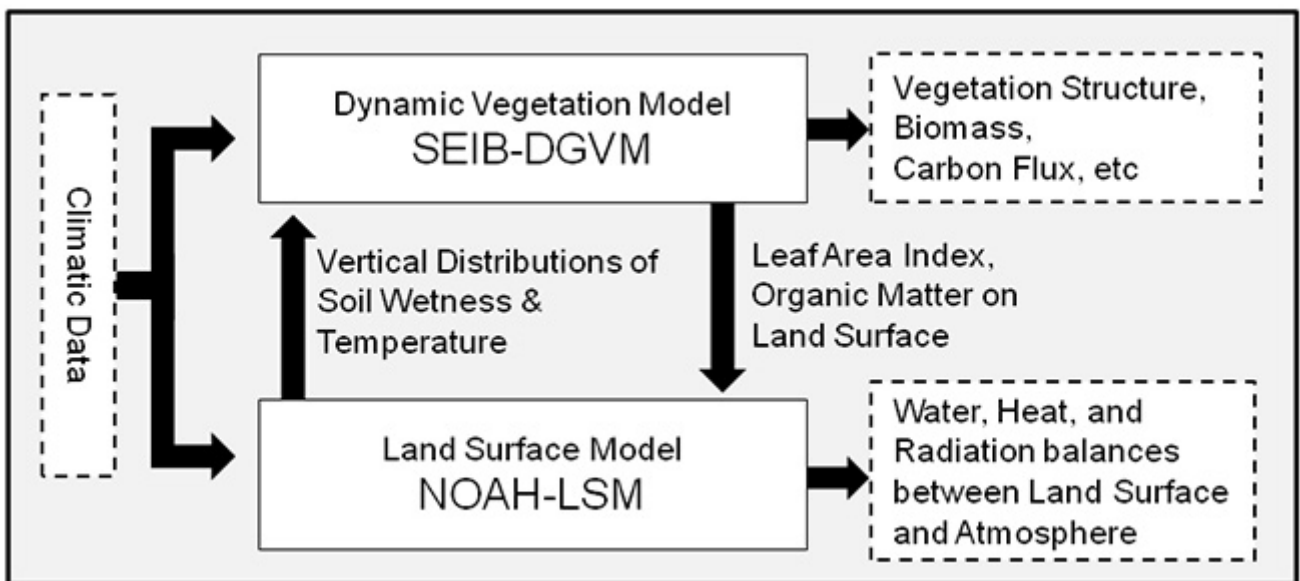 Climatic Data
Dynamic Vegetation Model
SEIB-DGVM
Vegetation Structure,
Biomass,
Carbon Flux, etc
Vertical Distributions of
Soil Wetness &
Temperature
Leaf Area Index,
Organic Matter on
Land Surface
Land Surface Model
NOAH-LSM
Water, Heat, and
Radiation balances
between Land Surface
and Atmosphere